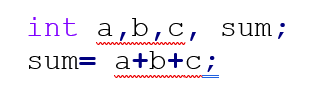 int a,b,c, sum;
sum= a+b+c;